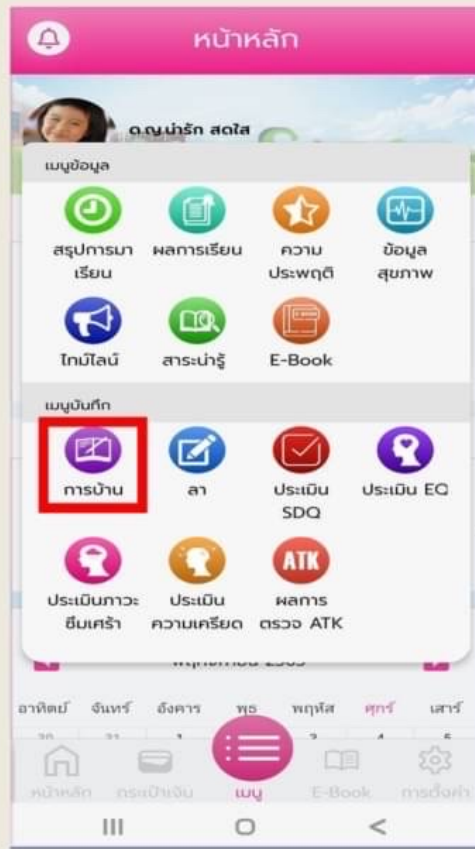 หน้าหลัก
ด.ญ.น่ารัก สดใส
เมนูข้อมูล
สรุปการมาเรียน ผลการเรียน ความประพฤติ ข้อมูลสุขภาพ
ไทม์ไลน์ สาระน่ารู้ E-Book
เมนูบันทึก
การบ้าน ลา ประเมิน SDQ ประเมิน EQ
ประเมินภาวะซึมเศร้า ประเมินความเครียด ATK ผลการตรวจ ATK
อาทิตย์ จันทร์ อังคาร พุธ พฤหัส ศุกร์ เสาร์
หน้าหลัก กระเป๋าเงิน เมนู E-Book การตั้งค่า